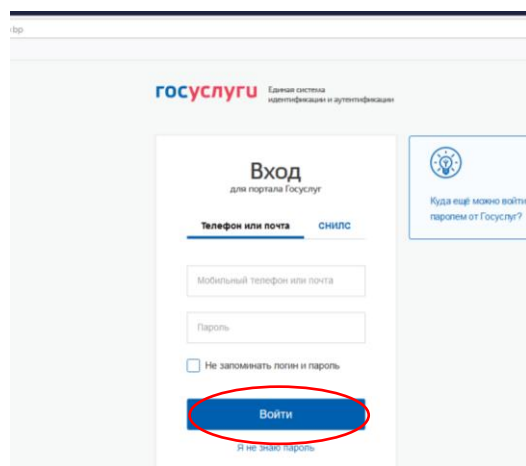 bp
госуслуги
Единая система
идентификации и аутентификации
Вход
для портала Госуслуг
Телефон или почта СНИЛС
Куда ещё можно войти
паролем от Госуслуг?
Мобильный телефон или почта
Пароль
Не запоминать логин и пароль
Войти
Я не знаю пароль